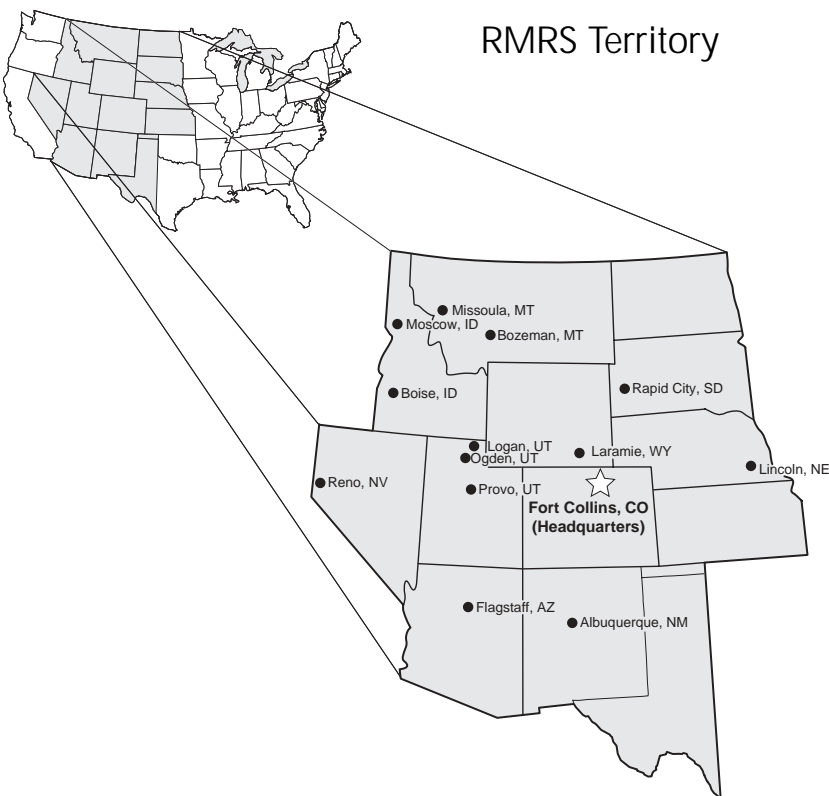 RMRS Territory
Missoula, MT
Moscow, ID
Bozeman, MT
Boise, ID
Rapid City, SD
Logan, UT
Laramie, WY
Ogden, UT
Lincoln, NE
Reno, NV
Provo, UT
Fort Collins, CO
(Headquarters)
Flagstaff, AZ
Albuquerque, NM